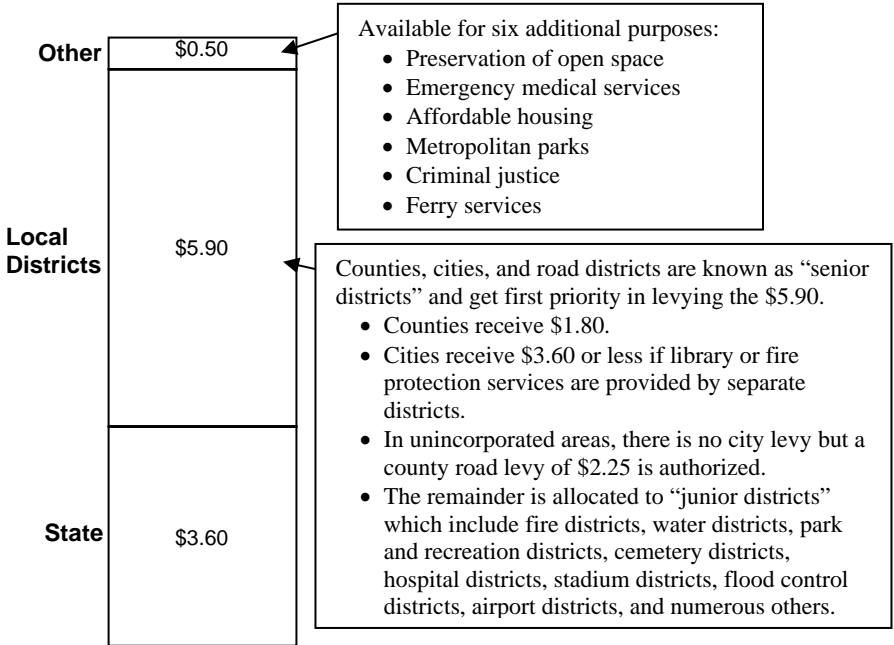 Other
$0.50
Available for six additional purposes:
• Preservation of open space
• Emergency medical services
• Affordable housing
• Metropolitan parks
• Criminal justice
• Ferry services
Local
Districts
$5.90
Counties, cities, and road districts are known as “senior
districts” and get first priority in levying the $5.90.
• Counties receive $1.80.
• Cities receive $3.60 or less if library or fire
protection services are provided by separate
districts.
• In unincorporated areas, there is no city levy but a
county road levy of $2.25 is authorized.
• The remainder is allocated to “junior districts”
which include fire districts, water districts, park
and recreation districts, cemetery districts,
hospital districts, stadium districts, flood control
districts, airport districts, and numerous others.
State
$3.60